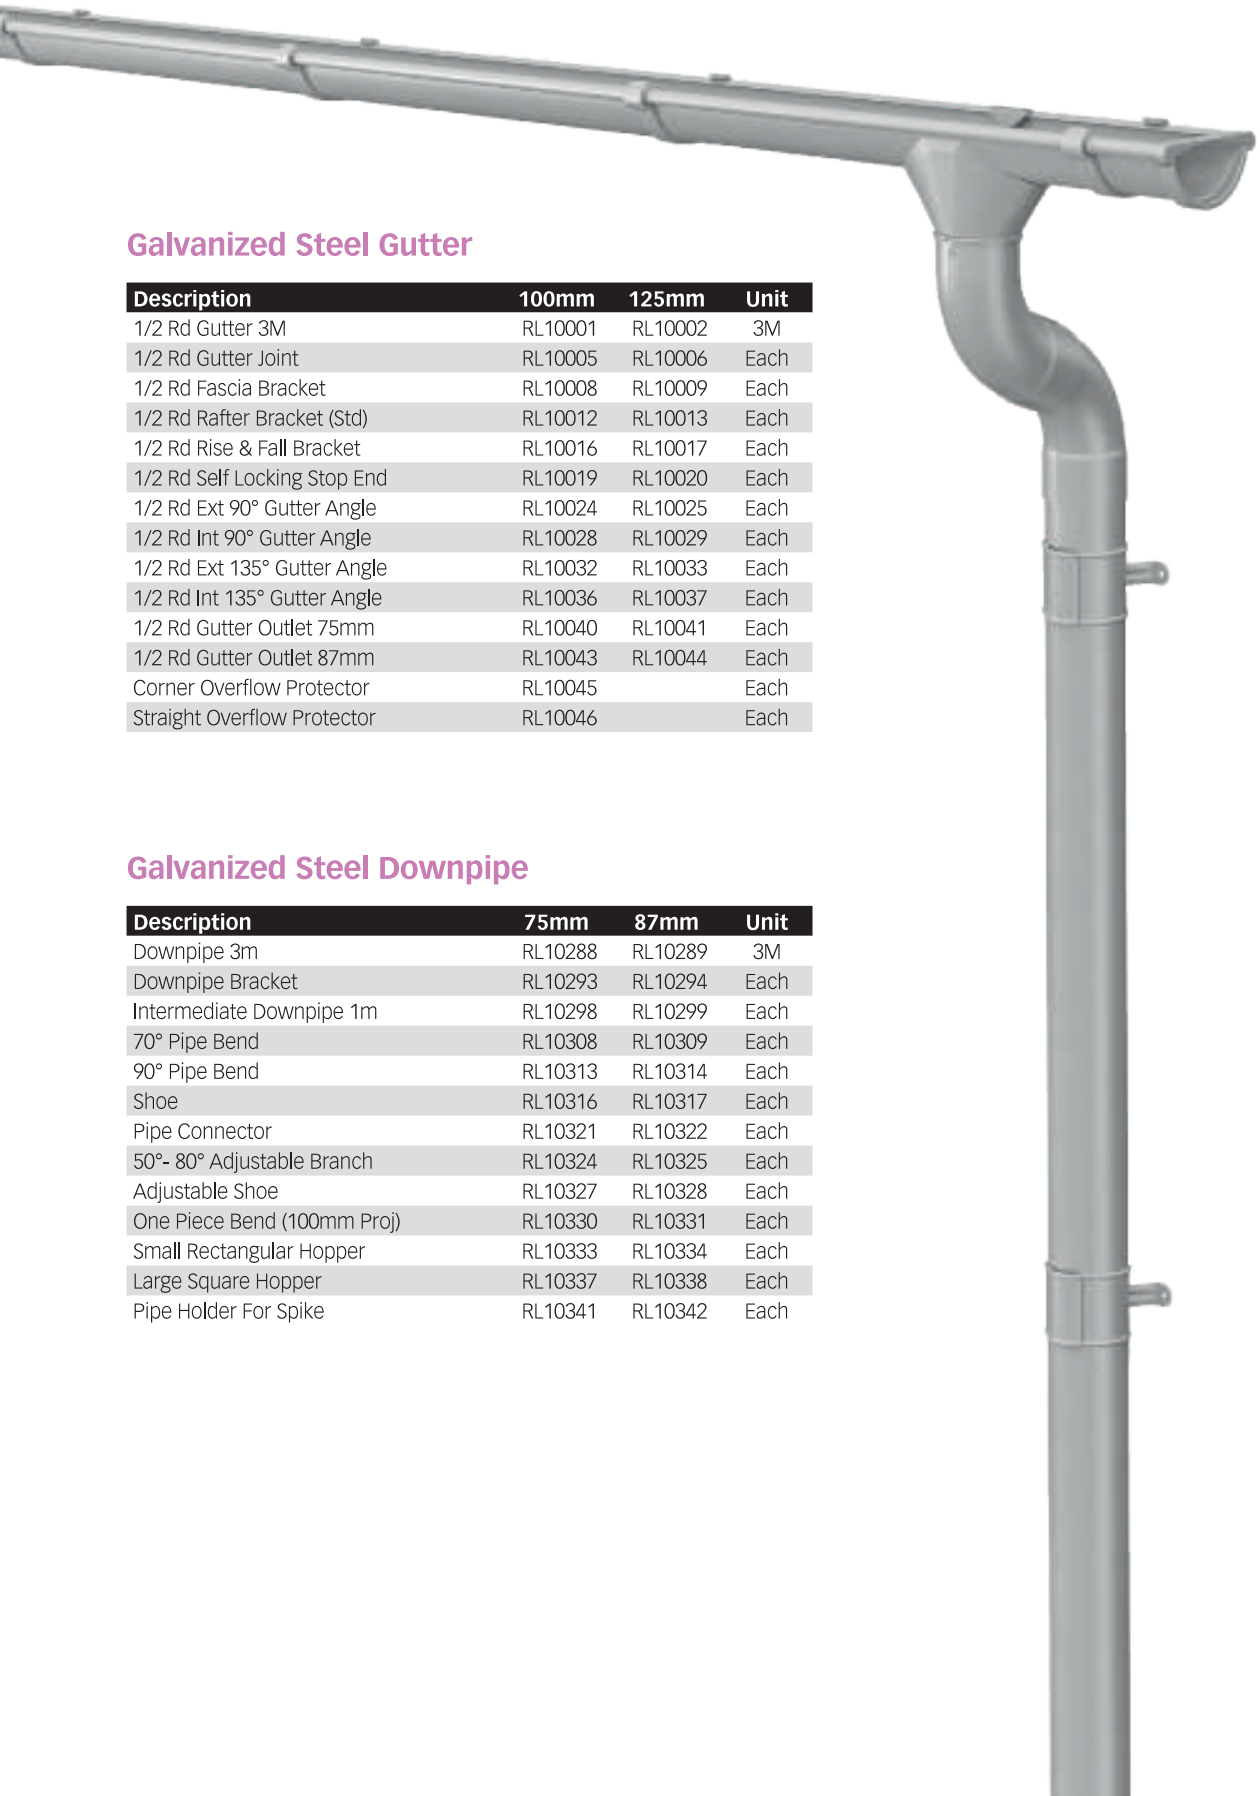 Galvanized Steel Gutter
Description 100mm 125mm Unit
1/2 Rd Gutter 3M RL10001 RL10002 3M
1/2 Rd Gutter Joint RL10005 RL10006 Each
1/2 Rd Fascia Bracket RL10008 RL10009 Each
1/2 Rd Rafter Bracket (Std) RL10012 RL10013 Each
1/2 Rd Rise & Fall Bracket RL10016 RL10017 Each
1/2 Rd Self Locking Stop End RL10019 RL10020 Each
1/2 Rd Ext 90° Gutter Angle RL10024 RL10025 Each
1/2 Rd Int 90° Gutter Angle RL10028 RL10029 Each
1/2 Rd Ext 135° Gutter Angle RL10032 RL10033 Each
1/2 Rd Int 135° Gutter Angle RL10036 RL10037 Each
1/2 Rd Gutter Outlet 75mm RL10040 RL10041 Each
1/2 Rd Gutter Outlet 87mm RL10043 RL10044 Each
Corner Overflow Protector RL10045 Each
Straight Overflow Protector RL10046 Each
Galvanized Steel Downpipe
Description 75mm 87mm Unit
Downpipe 3m RL10288 RL10289 3M
Downpipe Bracket RL10293 RL10294 Each
Intermediate Downpipe 1m RL10298 RL10299 Each
70° Pipe Bend RL10308 RL10309 Each
90° Pipe Bend RL10313 RL10314 Each
Shoe RL10316 RL10317 Each
Pipe Connector RL10321 RL10322 Each
50°- 80° Adjustable Branch RL10324 RL10325 Each
Adjustable Shoe RL10327 RL10328 Each
One Piece Bend (100mm Proj) RL10330 RL10331 Each
Small Rectangular Hopper RL10333 RL10334 Each
Large Square Hopper RL10337 RL10338 Each
Pipe Holder For Spike RL10341 RL10342 Each